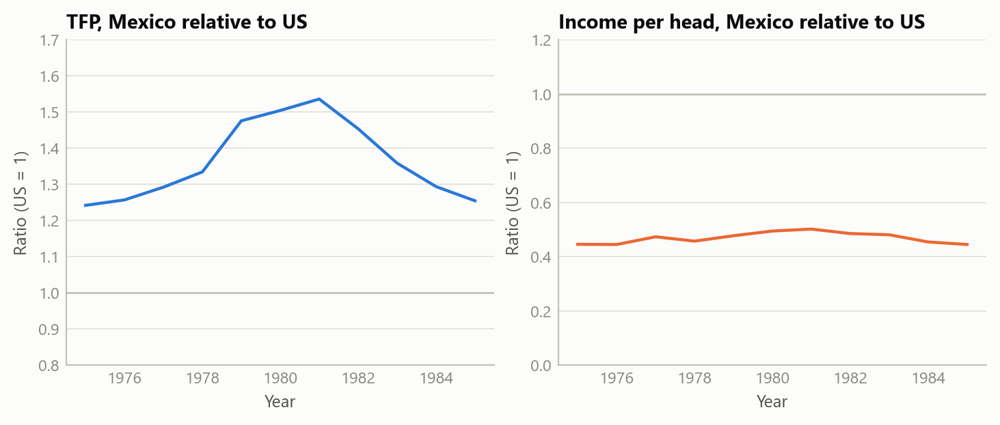 TFP, Mexico relative to US
1.7
1.6
1.5
1.4
1.3
1.2
1.1
1.0
0.9
0.8
Ratio (US = 1)
1976 1978 1980 1982 1984
Year
Income per head, Mexico relative to US
1.2
1.0
0.8
0.6
0.4
0.2
0.0
Ratio (US = 1)
1976 1978 1980 1982 1984
Year